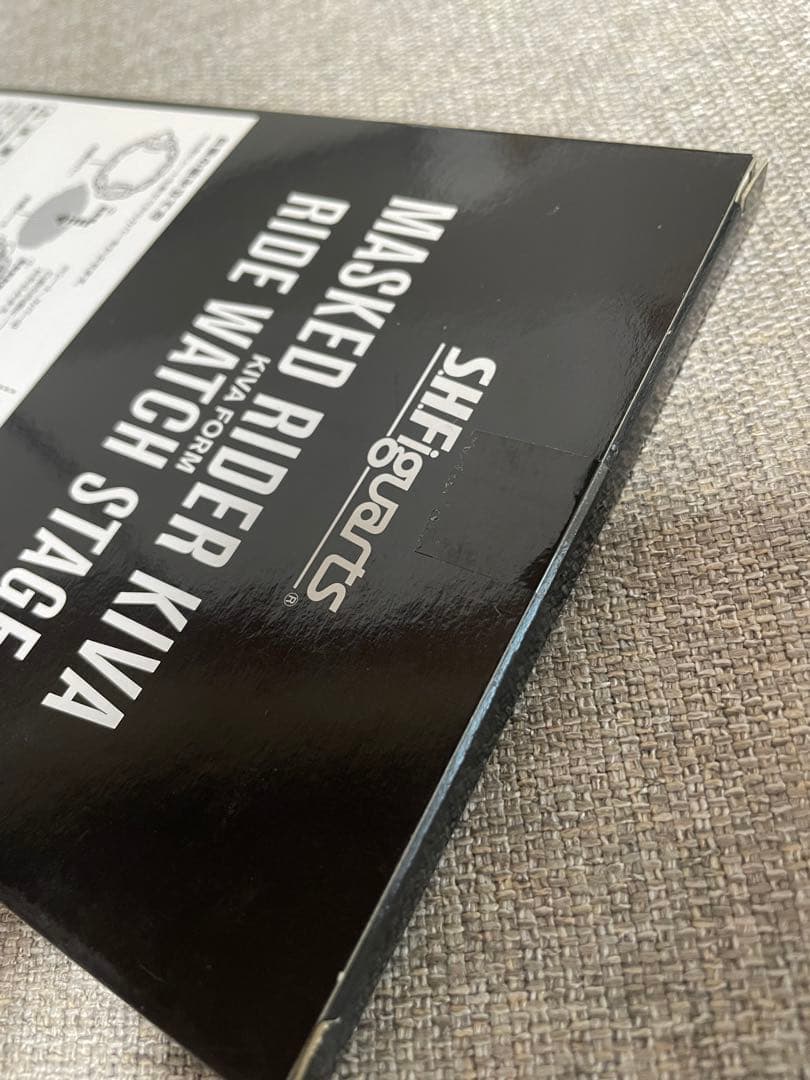 S.H.Figuarts®
MASKED RIDER KIVA
KIVA FORM
RIDE WATCH STAGE